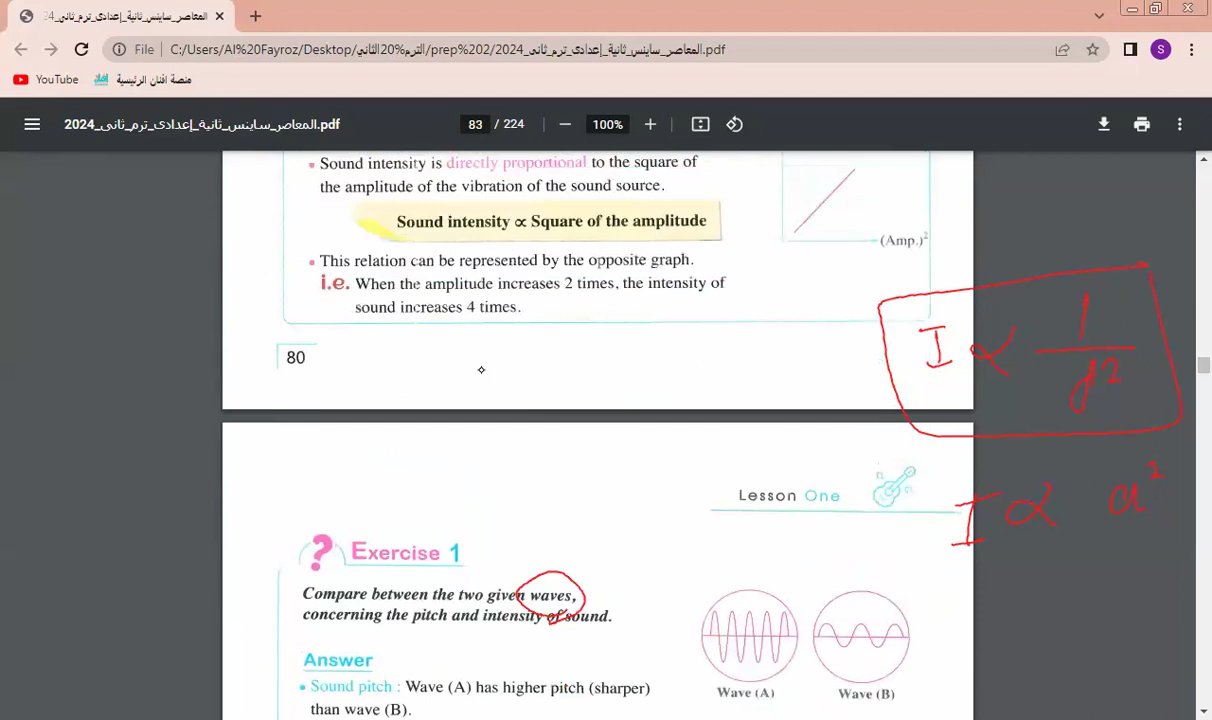 المعاصر_ساينس_ثانية_إعدادى_ترم_ثانى_24
File C:/Users/Al%20Fayroz/Desktop/الترم%20الثاني/prep%202/2024_المعاصر_ساينس_ثانية_إعدادى_ترم_ثانى.pdf
S
YouTube منصة افنان الرئيسية
2024_المعاصر_ساينس_ثانية_إعدادى_ترم_ثانى.pdf 83 / 224 100%
• Sound intensity is directly proportional to the square of
the amplitude of the vibration of the sound source.
Sound intensity ∝ Square of the amplitude
(Amp.)²
• This relation can be represented by the opposite graph.
i.e. When the amplitude increases 2 times, the intensity of
sound increases 4 times.
80
I ∝ 1/d²
I ∝ a²
Lesson One
? Exercise 1
Compare between the two given waves,
concerning the pitch and intensity of sound.
Answer
• Sound pitch : Wave (A) has higher pitch (sharper)
than wave (B).
Wave (A) Wave (B)